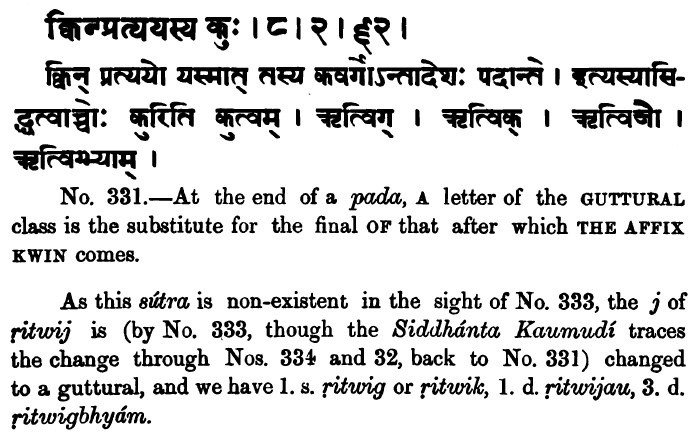 क्विन्प्रत्ययस्य कुः । ८ । २ । ६२ ।
क्विन् प्रत्ययो यस्मात् तस्य कवर्गोऽन्तादेशः पदान्ते । इत्यस्यासि-
द्धत्वाच्चोः कुरिति कुत्वम् । ऋत्विग् । ऋत्विक् । ऋत्विजौ ।
ऋत्विग्भ्याम् ।
No. 331.—At the end of a pada, A letter of the GUTTURAL
class is the substitute for the final OF that after which THE AFFIX
KWIN comes.
As this sútra is non-existent in the sight of No. 333, the j of
ṛitwij is (by No. 333, though the Siddhánta Kaumudí traces
the change through Nos. 334 and 32, back to No. 331) changed
to a guttural, and we have 1. s. ṛitwig or ṛitwik, 1. d. ṛitwijau, 3. d.
ṛitwigbhyám.